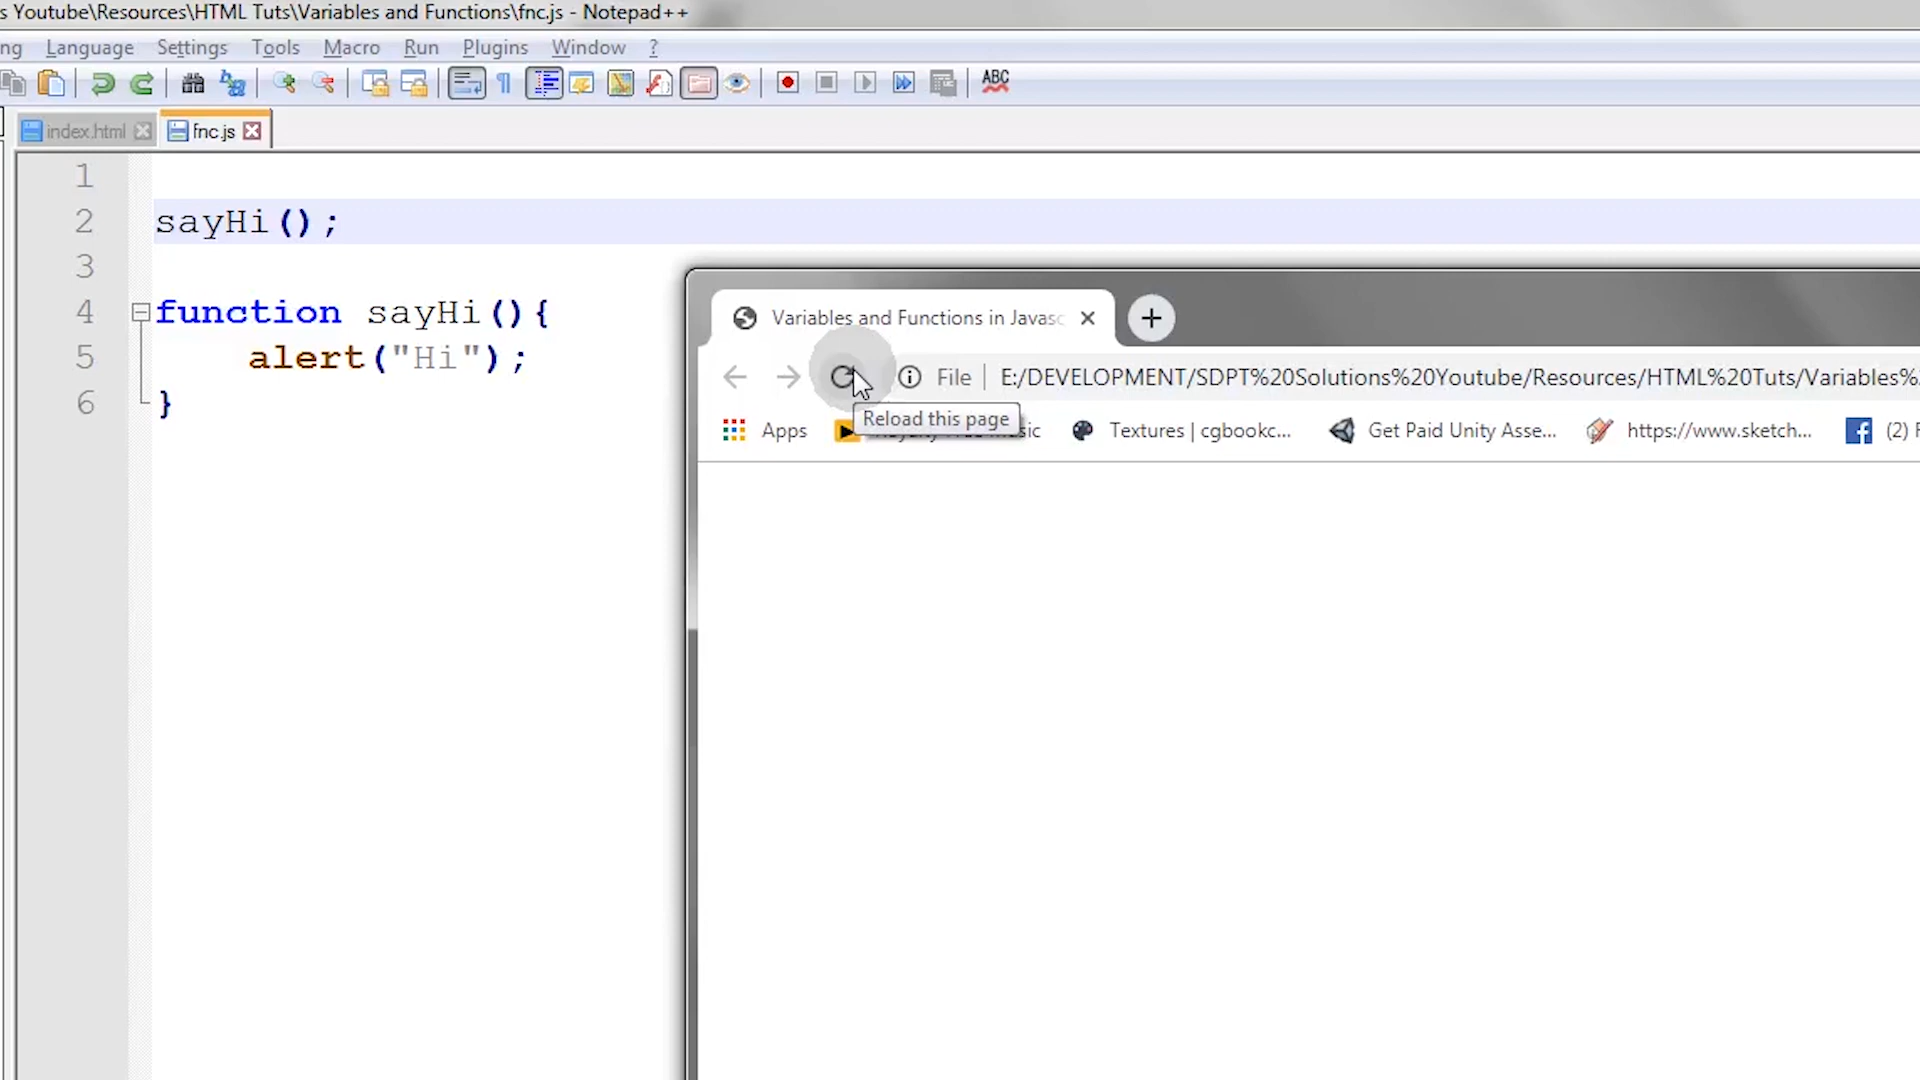 s Youtube\Resources\HTML Tuts\Variables and Functions\fnc.js - Notepad++
ng Language Settings Tools Macro Run Plugins Window ?
ABC
index.html fnc.js
1
2 sayHi();
3
4 function sayHi(){
5 alert("Hi");
6 }
Variables and Functions in Javasc
File E:/DEVELOPMENT/SDPT%20Solutions%20Youtube/Resources/HTML%20Tuts/Variables%
Reload this page
Apps Textures | cgbookc... Get Paid Unity Asse... https://www.sketch... (2) F